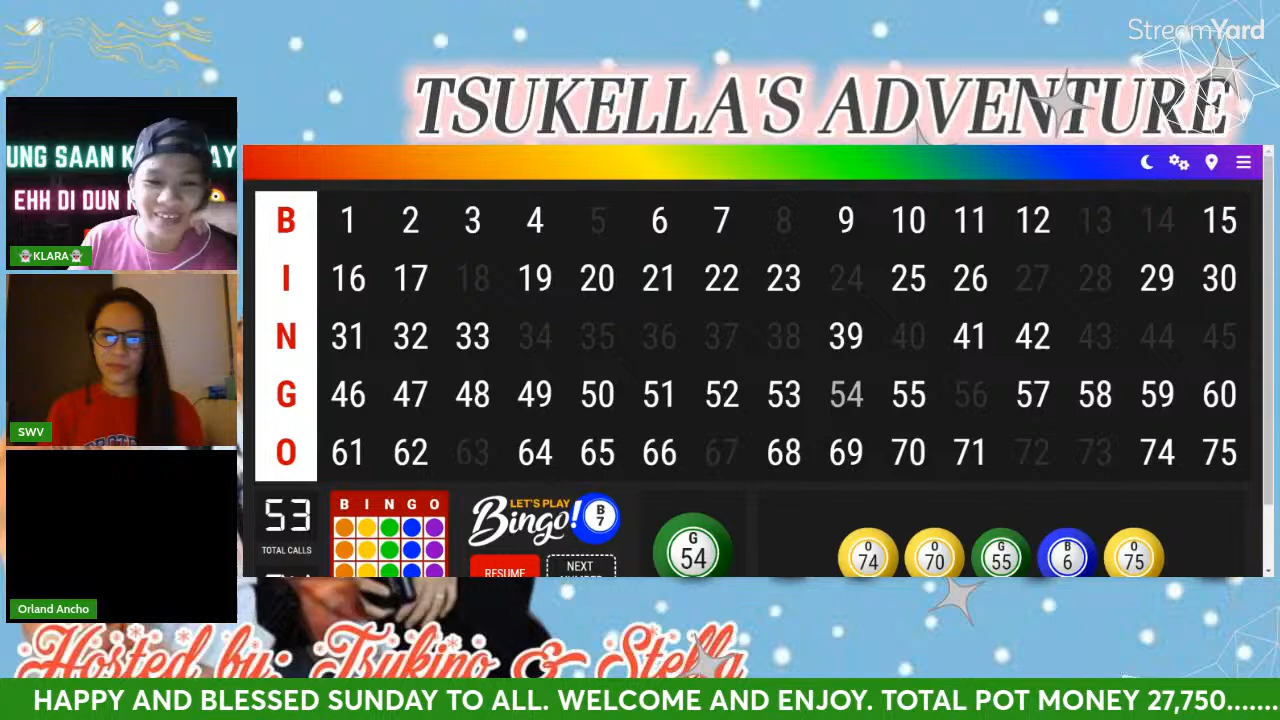 StreamYard
TSUKELLA'S ADVENTURE
UNG SAAN K AY
EHH DI DUN
👻KLARA👻
SWV
Orland Ancho
B 1 2 3 4 5 6 7 8 9 10 11 12 13 14 15
I 16 17 18 19 20 21 22 23 24 25 26 27 28 29 30
N 31 32 33 34 35 36 37 38 39 40 41 42 43 44 45
G 46 47 48 49 50 51 52 53 54 55 56 57 58 59 60
O 61 62 63 64 65 66 67 68 69 70 71 72 73 74 75
53
TOTAL CALLS
B I N G O
LET'S PLAY
Bingo!
B
7
RESUME
NEXT
NUMBER
G
54
O
74
O
70
G
55
B
6
O
75
Hosted by: Tsukino & Stella
HAPPY AND BLESSED SUNDAY TO ALL. WELCOME AND ENJOY. TOTAL POT MONEY 27,750.......